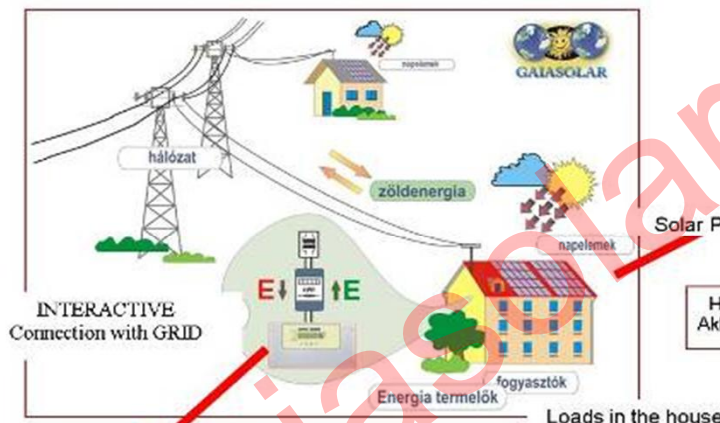 GAIASOLAR
napelemek
hálózat
zöldenergia
napelemek
Solar P
E E
INTERACTIVE
Connection with GRID
H
Ak
fogyasztók
Energia termelők
Loads in the house